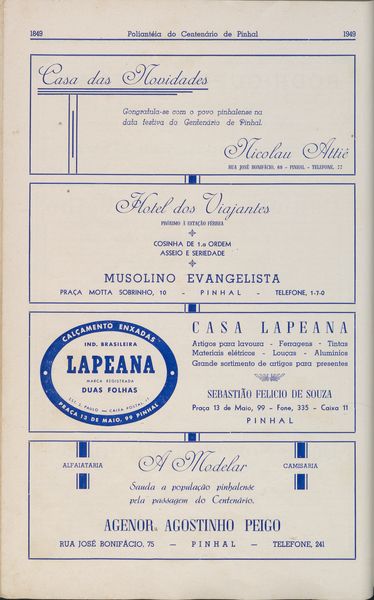 1849 Poliantéia do Centenário de Pinhal 1949
Casa das Novidades
Congratula-se com o povo pinhalense na
data festiva do Centenário de Pinhal.
Nicolau Attiê
RUA JOSÉ BONIFÁCIO, 69 - PINHAL - TELEFONE, 77
Hotel dos Viajantes
PRÓXIMO À ESTAÇÃO FÉRREA
COSINHA DE 1.a ORDEM
ASSEIO E SERIEDADE
MUSOLINO EVANGELISTA
PRAÇA MOTTA SOBRINHO, 10 - PINHAL - TELEFONE, 1-7-0
CALÇAMENTO ENXADAS
IND. BRASILEIRA
LAPEANA
MARCA REGISTRADA
DUAS FOLHAS
EST. S. PAULO — CAIXA POSTAL, 11
PRAÇA 13 DE MAIO, 99 PINHAL
CASA LAPEANA
Artigos para lavoura - Ferragens - Tintas
Materiais elétricos - Louças - Alumínios
Grande sortimento de artigos para presentes
SEBASTIÃO FELICIO DE SOUZA
Praça 13 de Maio, 99 - Fone, 335 - Caixa 11
PINHAL
ALFAIATARIA
A Modelar
CAMISARIA
Sauda a população pinhalense
pela passagem do Centenário.
AGENOR AGOSTINHO PEIGO
RUA JOSÉ BONIFÁCIO, 75 — PINHAL — TELEFONE, 241